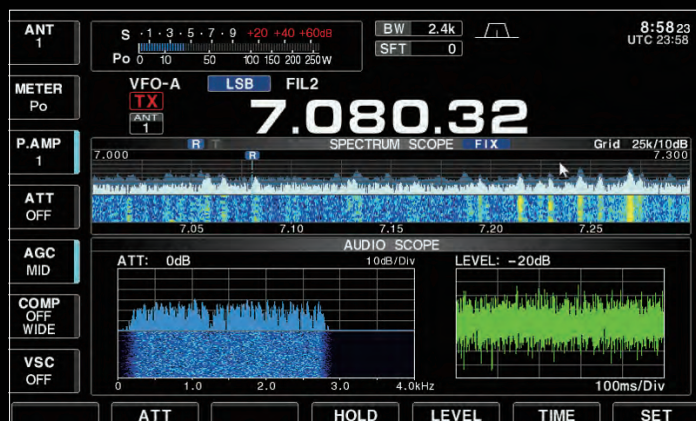 ANT
1
METER
Po
P.AMP
1
ATT
OFF
AGC
MID
COMP
OFF
WIDE
VSC
OFF
S ·1·3·5·7·9 +20 +40 +60dB
Po 0 10 50 100 150 200 250W
BW 2.4k
SFT 0
8:58 23
UTC 23:58
VFO-A LSB FIL2
TX
ANT
1
7.080.32
R T SPECTRUM SCOPE FIX Grid 25k/10dB
7.000 R 7.300
7.05 7.10 7.15 7.20 7.25
AUDIO SCOPE
ATT: 0dB 10dB/Div
0 1.0 2.0 3.0 4.0kHz
LEVEL: -20dB
100ms/Div
ATT HOLD LEVEL TIME SET